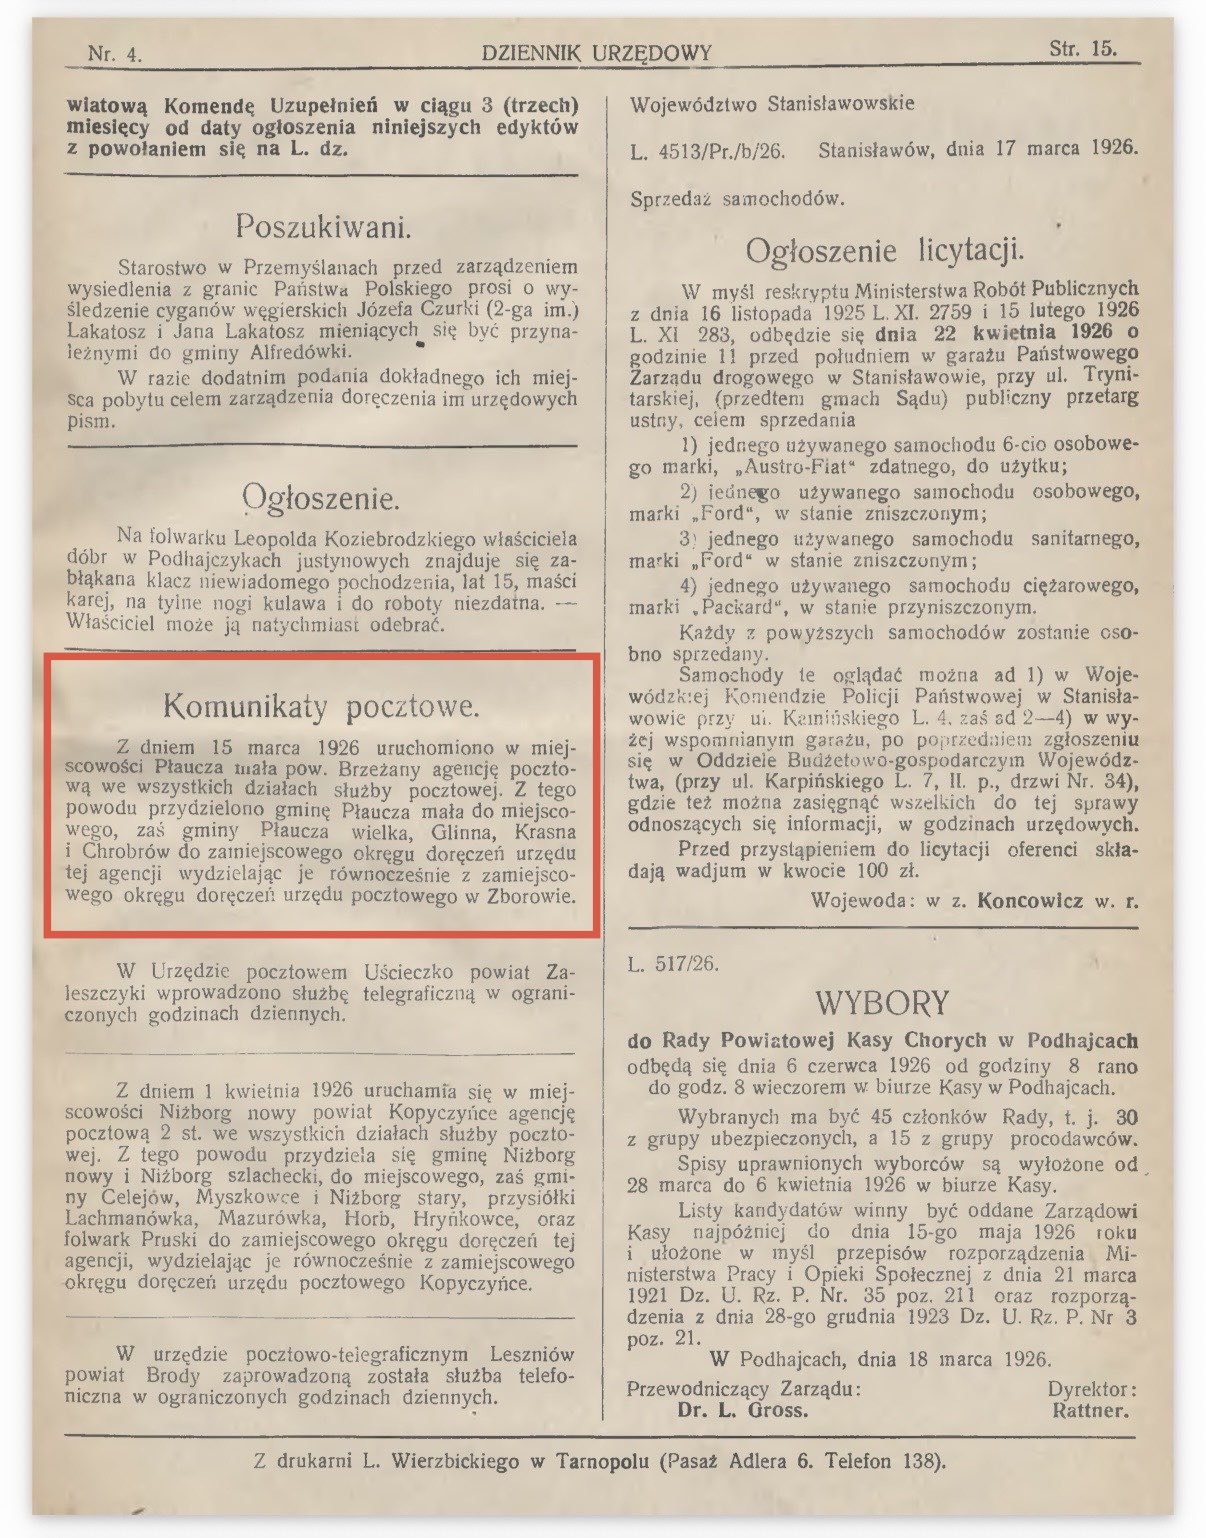 Nr. 4.
DZIENNIK URZĘDOWY
Str. 15.
wiatową Komendę Uzupełnień w ciągu 3 (trzech)
miesięcy od daty ogłoszenia niniejszych edyktów
z powołaniem się na L. dz.
Poszukiwani.
Starostwo w Przemyślanach przed zarządzeniem
wysiedlenia z granic Państwa Polskiego prosi o wy-
śledzenie cyganów węgierskich Józefa Czurki (2-ga im.)
Lakatosz i Jana Lakatosz mieniących się być przyna-
leżnymi do gminy Alfredówki.
W razie dodatnim podania dokładnego ich miej-
sca pobytu celem zarządzenia doręczenia im urzędowych
pism.
Ogłoszenie.
Na folwarku Leopolda Koziebrodzkiego właściciela
dóbr w Podhajczykach justynowych znajduje się za-
błąkana klacz niewiadomego pochodzenia, lat 15, maści
karej, na tylne nogi kulawa i do roboty niezdatna. —
Właściciel może ją natychmiast odebrać.
Komunikaty pocztowe.
Z dniem 15 marca 1926 uruchomiono w miej-
scowości Płaucza mała pow. Brzeżany agencję poczto-
wą we wszystkich działach służby pocztowej. Z tego
powodu przydzielono gminę Płaucza mała do miejsco-
wego, zaś gminy Płaucza wielka, Glinna, Krasna
i Chrobrów do zamiejscowego okręgu doręczeń urzędu
tej agencji wydzielając je równocześnie z zamiejsco-
wego okręgu doręczeń urzędu pocztowego w Zborowie.
W Urzędzie pocztowem Uścieczko powiat Za-
leszczyki wprowadzono służbę telegraficzną w ograni-
czonych godzinach dziennych.
Z dniem 1 kwietnia 1926 uruchamia się w miej-
scowości Niżborg nowy powiat Kopyczyńce agencję
pocztową 2 st. we wszystkich działach służby poczto-
wej. Z tego powodu przydziela się gminę Niżborg
nowy i Niżborg szlachecki, do miejscowego, zaś gmi-
ny Celejów, Myszkowce i Niżborg stary, przysiółki
Lachmanówka, Mazurówka, Horb, Hryńkowce, oraz
folwark Pruski do zamiejscowego okręgu doręczeń tej
agencji, wydzielając je równocześnie z zamiejscowego
okręgu doręczeń urzędu pocztowego Kopyczyńce.
W urzędzie pocztowo-telegraficznym Leszniów
powiat Brody zaprowadzoną została służba telefo-
niczna w ograniczonych godzinach dziennych.
Województwo Stanisławowskie
L. 4513/Pr./b/26. Stanisławów, dnia 17 marca 1926.
Sprzedaż samochodów.
Ogłoszenie licytacji.
W myśl reskryptu Ministerstwa Robót Publicznych
z dnia 16 listopada 1925 L. XI. 2759 i 15 lutego 1926
L. XI 283, odbędzie się dnia 22 kwietnia 1926 o
godzinie 11 przed południem w garażu Państwowego
Zarządu drogowego w Stanisławowie, przy ul. Tryni-
tarskiej, (przedtem gmach Sądu) publiczny przetarg
ustny, celem sprzedania
1) jednego używanego samochodu 6-cio osobowe-
go marki, „Austro-Fiat“ zdatnego, do użytku;
2) jednego używanego samochodu osobowego,
marki „Ford“, w stanie zniszczonym;
3) jednego używanego samochodu sanitarnego,
marki „Ford“ w stanie zniszczonym;
4) jednego używanego samochodu ciężarowego,
marki „Packard“, w stanie przyniszczonym.
Każdy z powyższych samochodów zostanie oso-
bno sprzedany.
Samochody te oglądać można ad 1) w Woje-
wódzkiej Komendzie Policji Państwowej w Stanisła-
wowie przy ul. Kamińskiego L. 4. zaś ad 2—4) w wy-
żej wspomnianym garażu, po poprzedniem zgłoszeniu
się w Oddziele Budżetowo-gospodarczym Wojewódz-
twa, (przy ul. Karpińskiego L. 7, II. p., drzwi Nr. 34),
gdzie też można zasięgnąć wszelkich do tej sprawy
odnoszących się informacji, w godzinach urzędowych.
Przed przystąpieniem do licytacji oferenci skła-
dają wadjum w kwocie 100 zł.
Wojewoda: w z. Koncowicz w. r.
L. 517/26.
WYBORY
do Rady Powiatowej Kasy Chorych w Podhajcach
odbędą się dnia 6 czerwca 1926 od godziny 8 rano
do godz. 8 wieczorem w biurze Kasy w Podhajcach.
Wybranych ma być 45 członków Rady, t. j. 30
z grupy ubezpieczonych, a 15 z grupy procodawców.
Spisy uprawnionych wyborców są wyłożone od
28 marca do 6 kwietnia 1926 w biurze Kasy.
Listy kandydatów winny być oddane Zarządowi
Kasy najpóźniej do dnia 15-go maja 1926 roku
i ułożone w myśl przepisów rozporządzenia Mi-
nisterstwa Pracy i Opieki Społecznej z dnia 21 marca
1921 Dz. U. Rz. P. Nr. 35 poz. 211 oraz rozporzą-
dzenia z dnia 28-go grudnia 1923 Dz. U. Rz. P. Nr 3
poz. 21.
W Podhajcach, dnia 18 marca 1926.
Przewodniczący Zarządu: Dyrektor:
Dr. L. Gross. Rattner.
Z drukarni L. Wierzbickiego w Tarnopolu (Pasaż Adlera 6. Telefon 138).